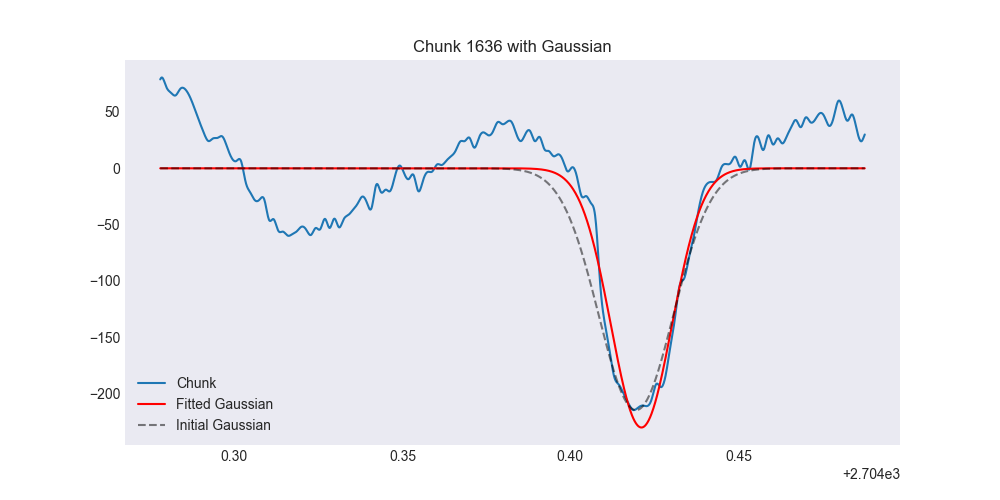 Chunk 1636 with Gaussian
50
0
−50
−100
−150
−200
Chunk
Fitted Gaussian
Initial Gaussian
0.30 0.35 0.40 0.45
+2.704e3